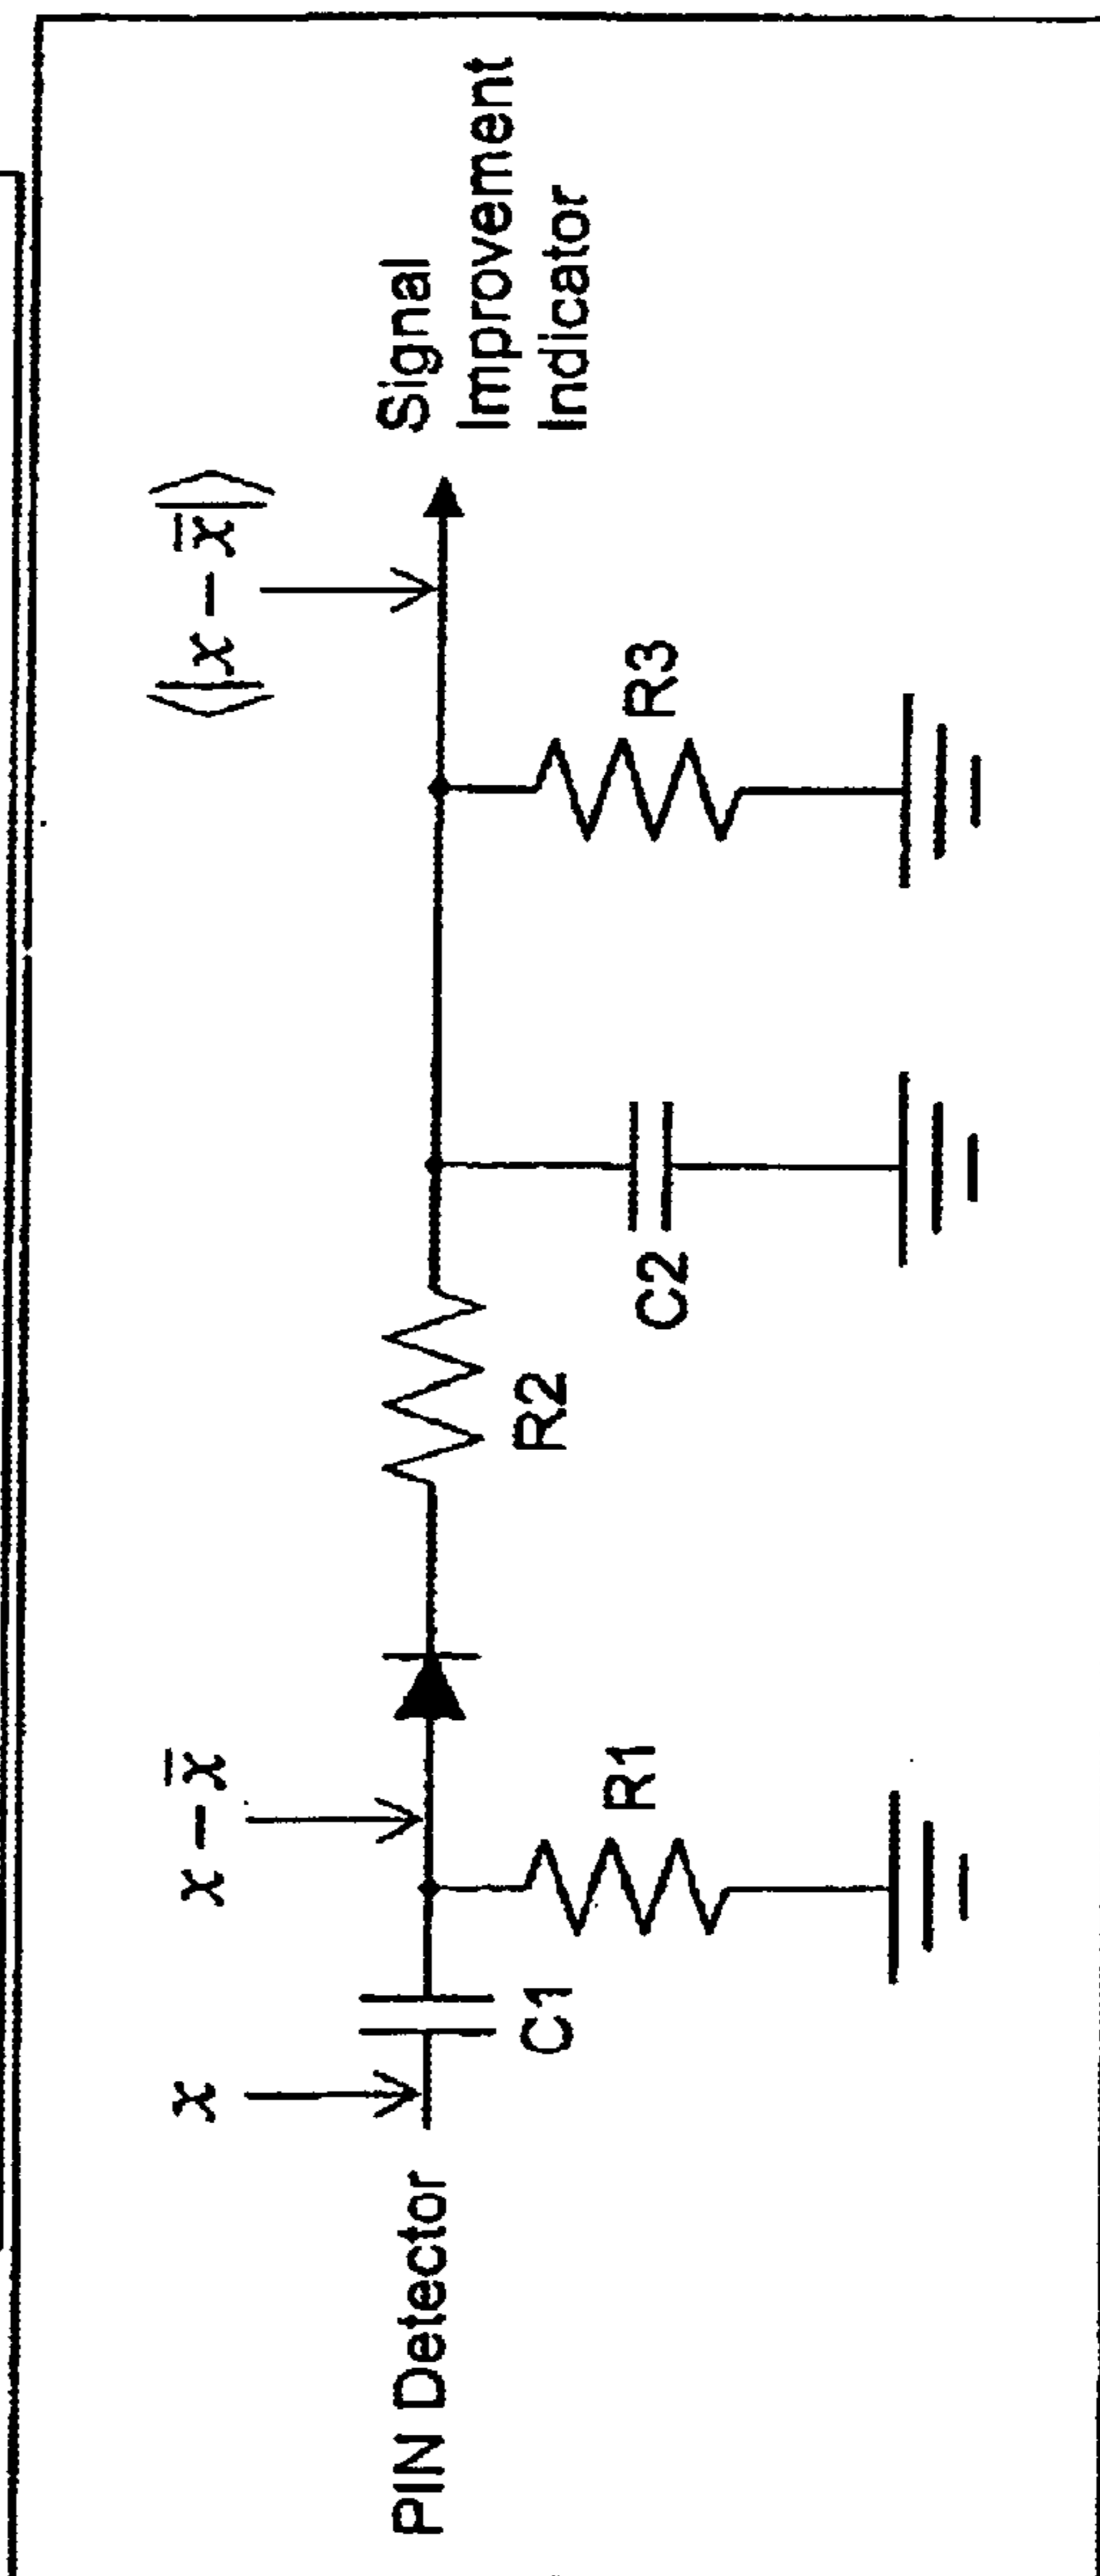 PIN Detector
x
C1
x − x̄
R1
R2
C2
R3
⟨|x − x̄|⟩
Signal
Improvement
Indicator